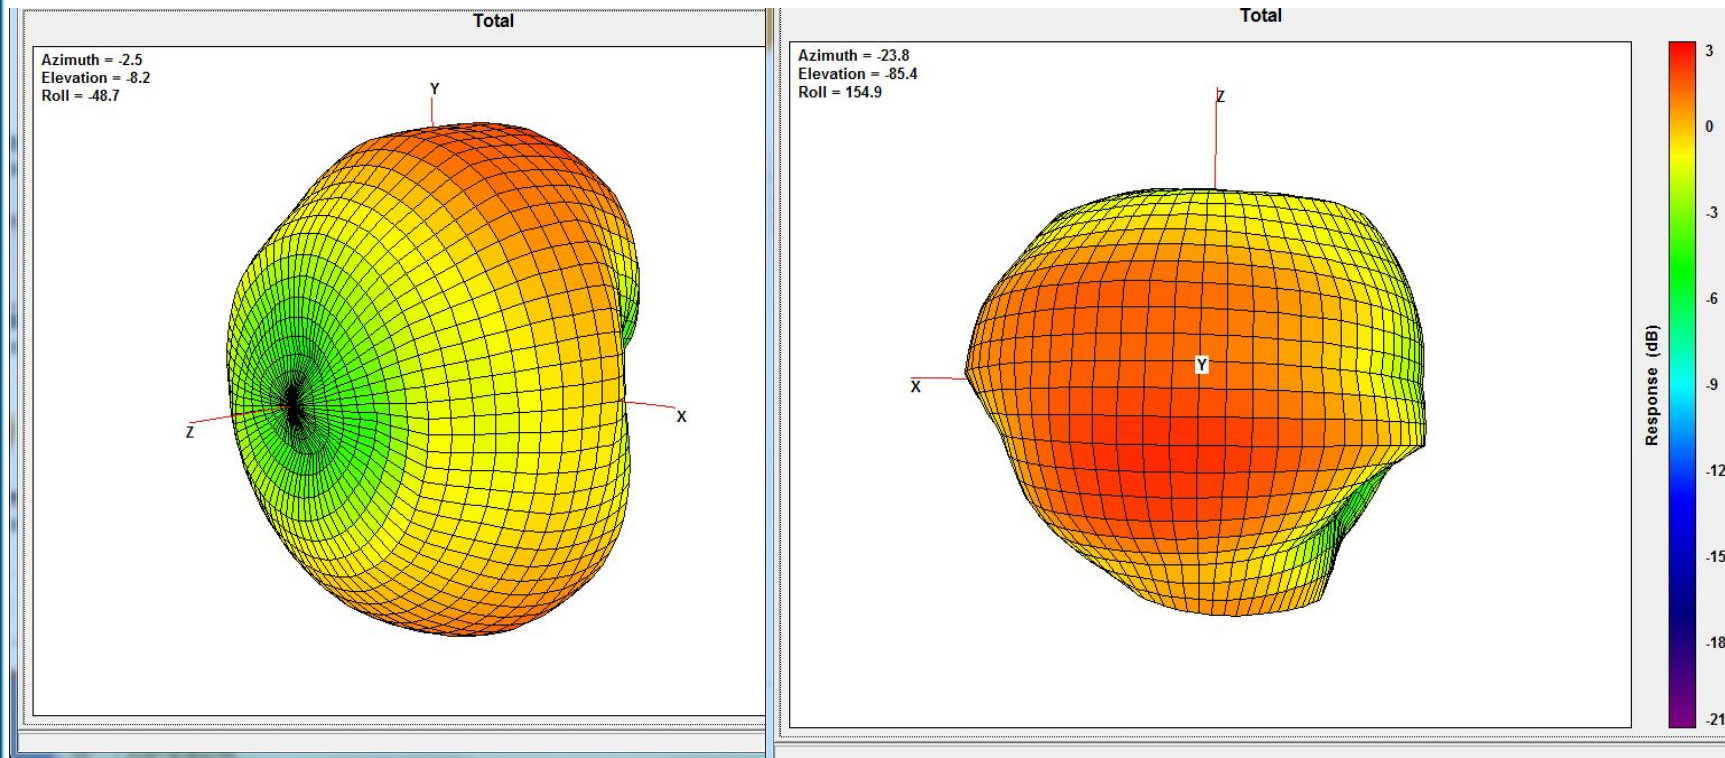 Total
Azimuth = -2.5
Elevation = -8.2
Roll = -48.7
Y
Z
X
Total
Azimuth = -23.8
Elevation = -85.4
Roll = 154.9
Z
Y
X
3
0
-3
-6
-9
-12
-15
-18
-21
Response (dB)